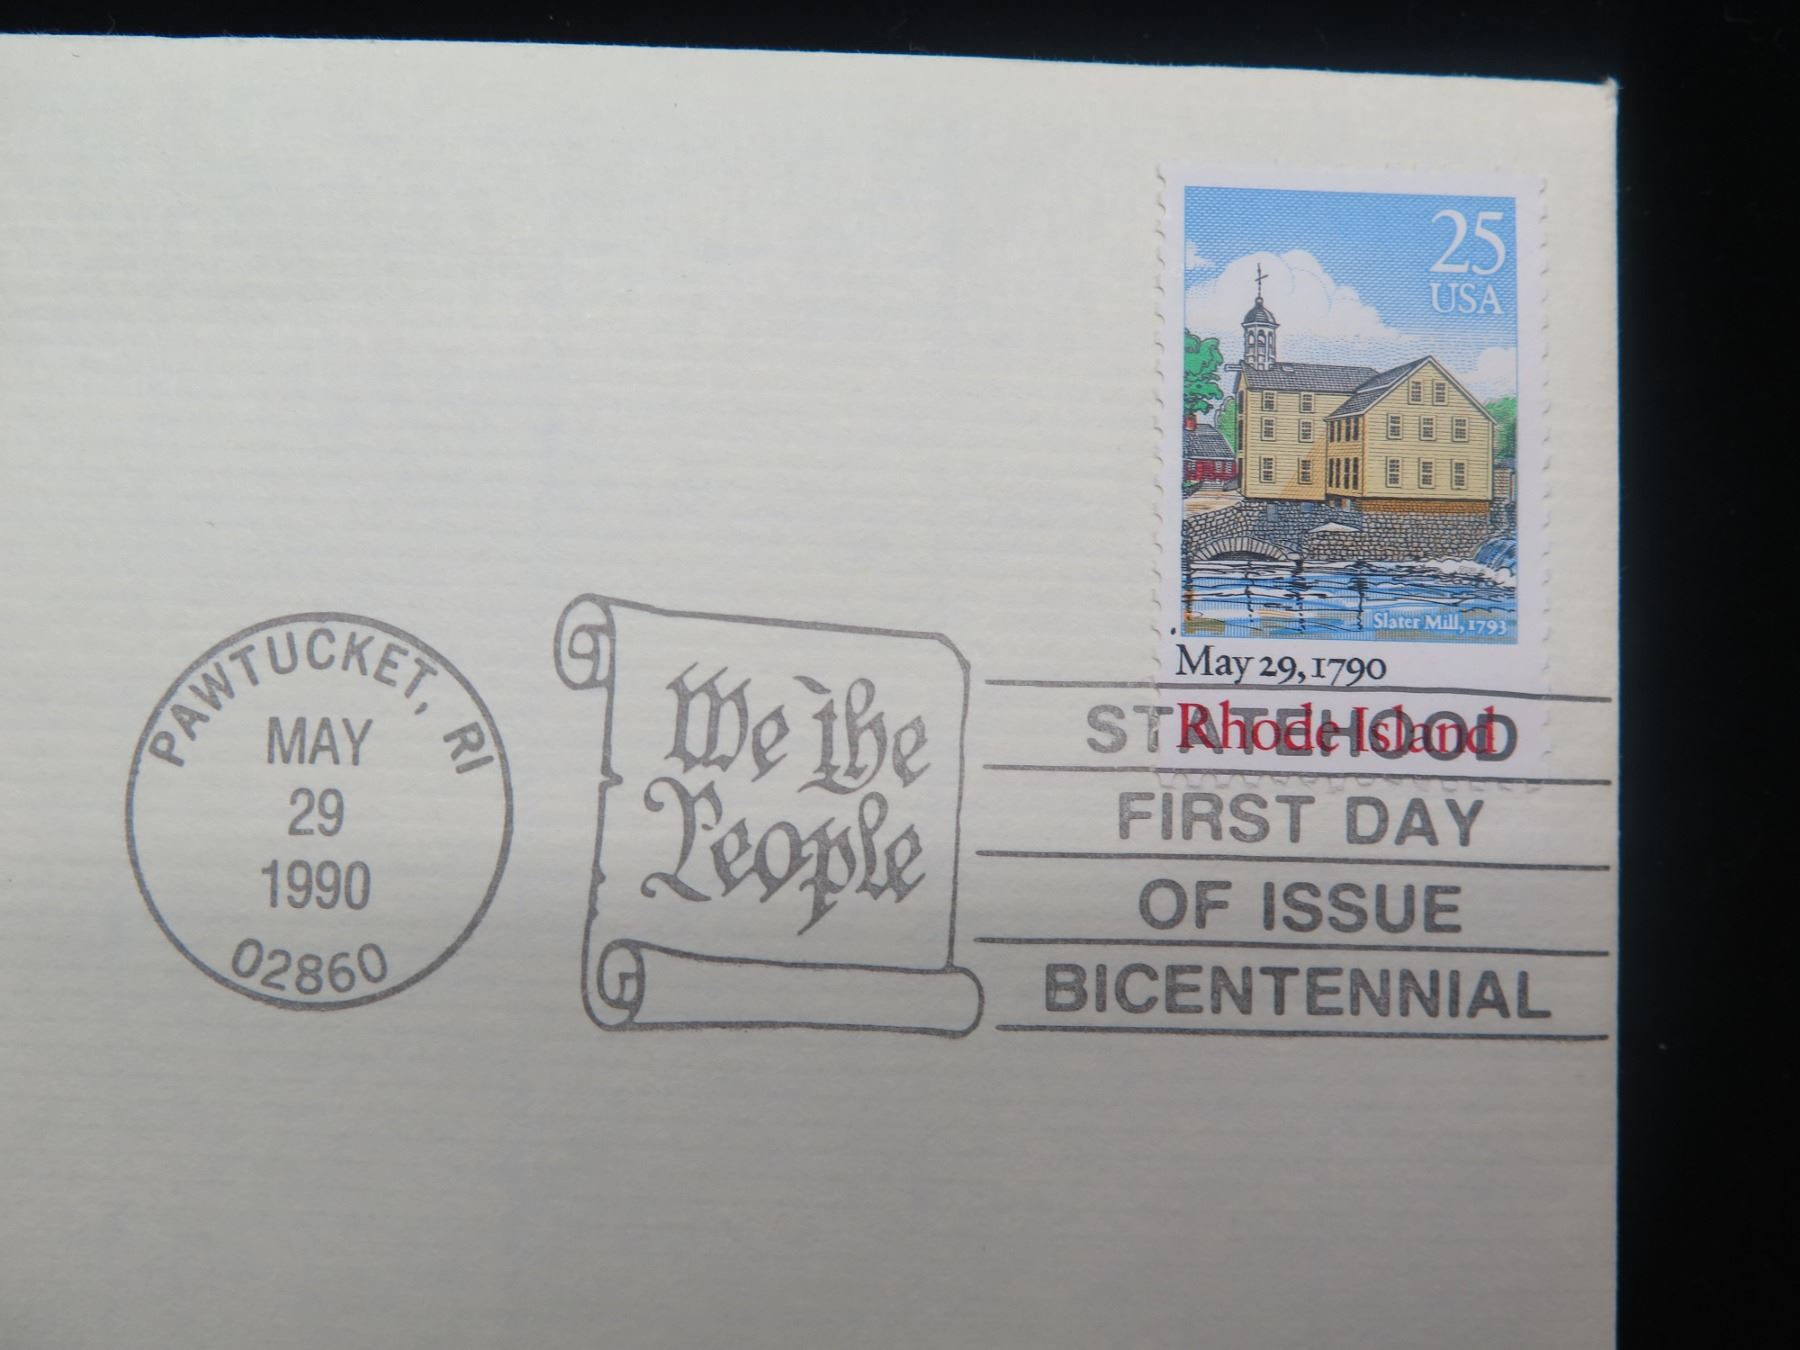 25
USA
Slater Mill, 1793
May 29, 1790
Rhode Island
PAWTUCKET, RI
MAY
29
1990
02860
We the
People
STATEHOOD
FIRST DAY
OF ISSUE
BICENTENNIAL